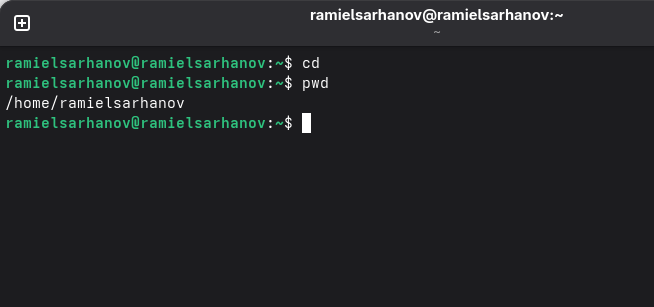 ramielsarhanov@ramielsarhanov:~
~
ramielsarhanov@ramielsarhanov:~$ cd
ramielsarhanov@ramielsarhanov:~$ pwd
/home/ramielsarhanov
ramielsarhanov@ramielsarhanov:~$